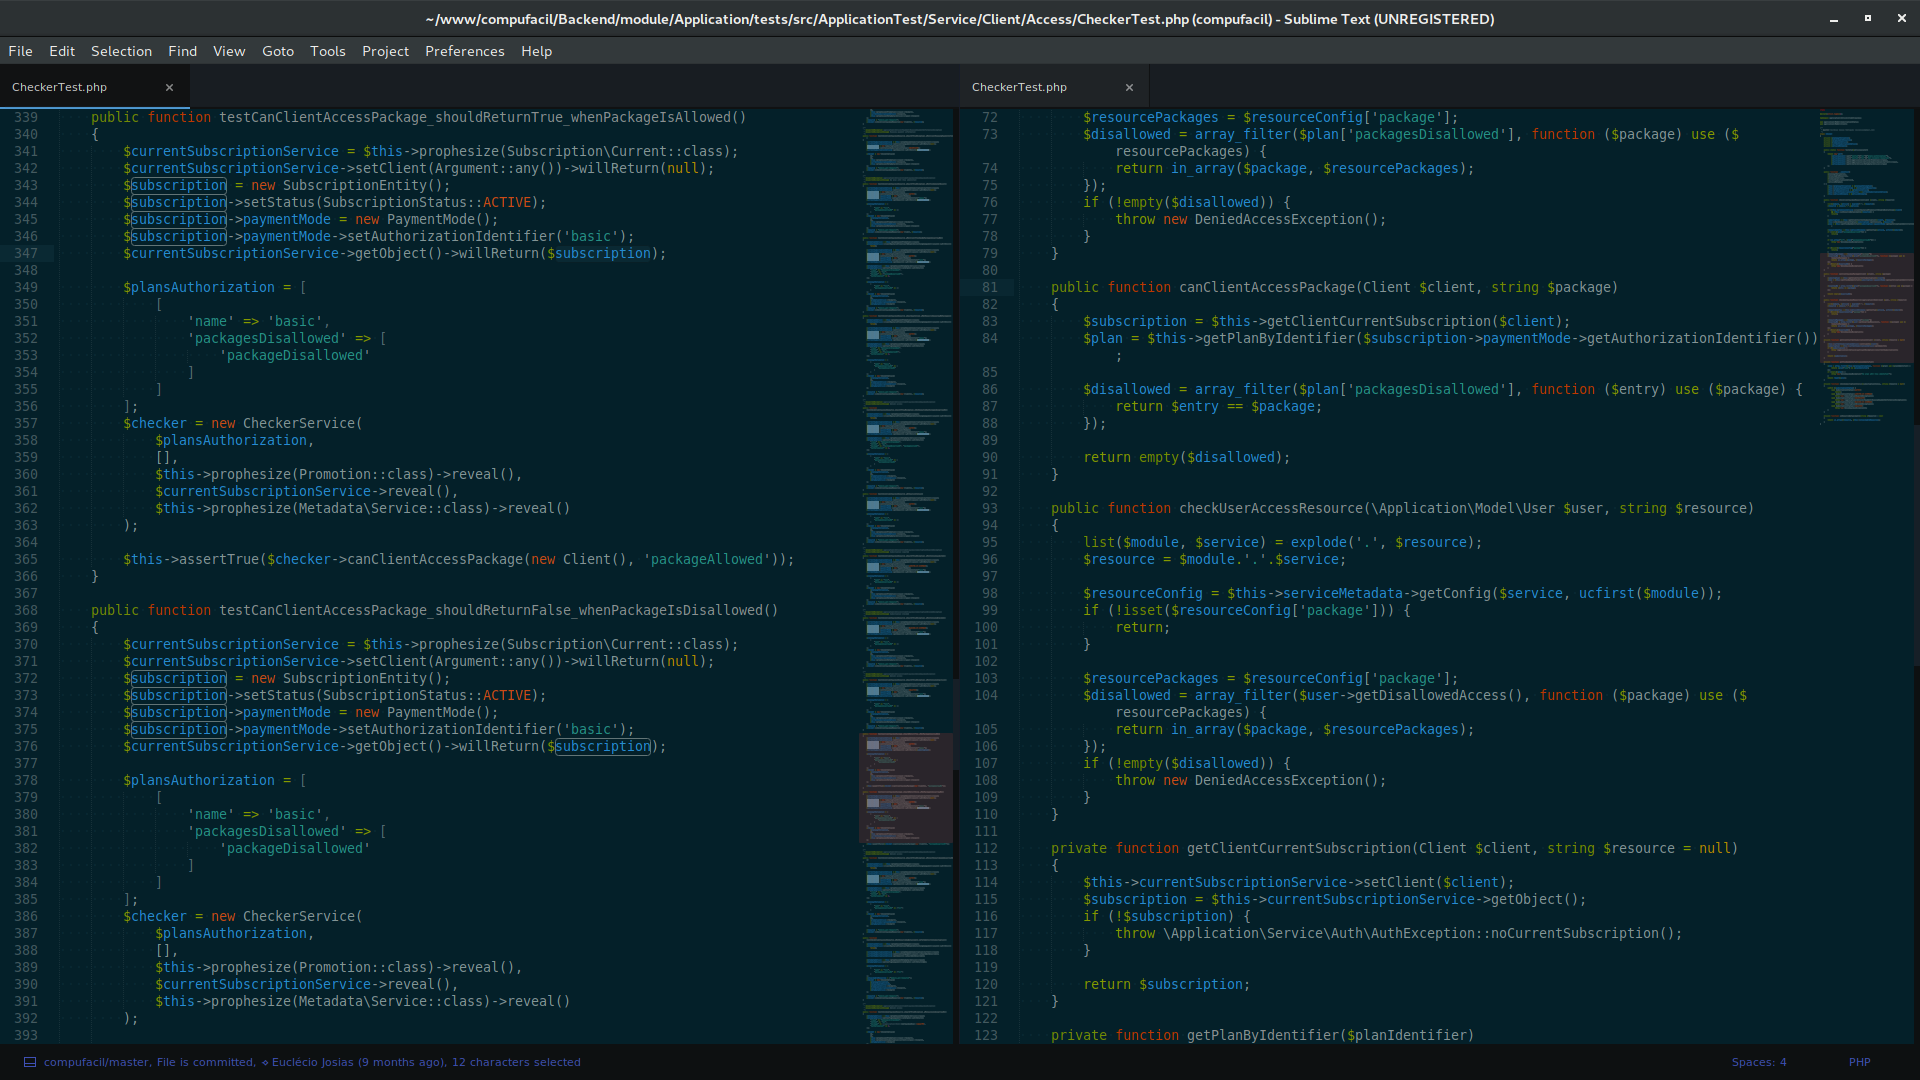 ~/www/compufacil/Backend/module/Application/tests/src/ApplicationTest/Service/Client/Access/CheckerTest.php (compufacil) - Sublime Text (UNREGISTERED)
File Edit Selection Find View Goto Tools Project Preferences Help
CheckerTest.php ×
339 public function testCanClientAccessPackage_shouldReturnTrue_whenPackageIsAllowed()
340 {
341 $currentSubscriptionService = $this->prophesize(Subscription\Current::class);
342 $currentSubscriptionService->setClient(Argument::any())->willReturn(null);
343 $subscription = new SubscriptionEntity();
344 $subscription->setStatus(SubscriptionStatus::ACTIVE);
345 $subscription->paymentMode = new PaymentMode();
346 $subscription->paymentMode->setAuthorizationIdentifier('basic');
347 $currentSubscriptionService->getObject()->willReturn($subscription);
348
349 $plansAuthorization = [
350 [
351 'name' => 'basic',
352 'packagesDisallowed' => [
353 'packageDisallowed'
354 ]
355 ]
356 ];
357 $checker = new CheckerService(
358 $plansAuthorization,
359 [],
360 $this->prophesize(Promotion::class)->reveal(),
361 $currentSubscriptionService->reveal(),
362 $this->prophesize(Metadata\Service::class)->reveal()
363 );
364
365 $this->assertTrue($checker->canClientAccessPackage(new Client(), 'packageAllowed'));
366 }
367
368 public function testCanClientAccessPackage_shouldReturnFalse_whenPackageIsDisallowed()
369 {
370 $currentSubscriptionService = $this->prophesize(Subscription\Current::class);
371 $currentSubscriptionService->setClient(Argument::any())->willReturn(null);
372 $subscription = new SubscriptionEntity();
373 $subscription->setStatus(SubscriptionStatus::ACTIVE);
374 $subscription->paymentMode = new PaymentMode();
375 $subscription->paymentMode->setAuthorizationIdentifier('basic');
376 $currentSubscriptionService->getObject()->willReturn($subscription);
377
378 $plansAuthorization = [
379 [
380 'name' => 'basic',
381 'packagesDisallowed' => [
382 'packageDisallowed'
383 ]
384 ]
385 ];
386 $checker = new CheckerService(
387 $plansAuthorization,
388 [],
389 $this->prophesize(Promotion::class)->reveal(),
390 $currentSubscriptionService->reveal(),
391 $this->prophesize(Metadata\Service::class)->reveal()
392 );
393
CheckerTest.php ×
72 $resourcePackages = $resourceConfig['package'];
73 $disallowed = array_filter($plan['packagesDisallowed'], function ($package) use ($
resourcePackages) {
74 return in_array($package, $resourcePackages);
75 });
76 if (!empty($disallowed)) {
77 throw new DeniedAccessException();
78 }
79 }
80
81 public function canClientAccessPackage(Client $client, string $package)
82 {
83 $subscription = $this->getClientCurrentSubscription($client);
84 $plan = $this->getPlanByIdentifier($subscription->paymentMode->getAuthorizationIdentifier())
;
85
86 $disallowed = array_filter($plan['packagesDisallowed'], function ($entry) use ($package) {
87 return $entry == $package;
88 });
89
90 return empty($disallowed);
91 }
92
93 public function checkUserAccessResource(\Application\Model\User $user, string $resource)
94 {
95 list($module, $service) = explode('.', $resource);
96 $resource = $module.'.'.$service;
97
98 $resourceConfig = $this->serviceMetadata->getConfig($service, ucfirst($module));
99 if (!isset($resourceConfig['package'])) {
100 return;
101 }
102
103 $resourcePackages = $resourceConfig['package'];
104 $disallowed = array_filter($user->getDisallowedAccess(), function ($package) use ($
resourcePackages) {
105 return in_array($package, $resourcePackages);
106 });
107 if (!empty($disallowed)) {
108 throw new DeniedAccessException();
109 }
110 }
111
112 private function getClientCurrentSubscription(Client $client, string $resource = null)
113 {
114 $this->currentSubscriptionService->setClient($client);
115 $subscription = $this->currentSubscriptionService->getObject();
116 if (!$subscription) {
117 throw \Application\Service\Auth\AuthException::noCurrentSubscription();
118 }
119
120 return $subscription;
121 }
122
123 private function getPlanByIdentifier($planIdentifier)
compufacil/master, File is committed, ⋄ Euclécio Josias (9 months ago), 12 characters selected
Spaces: 4 PHP